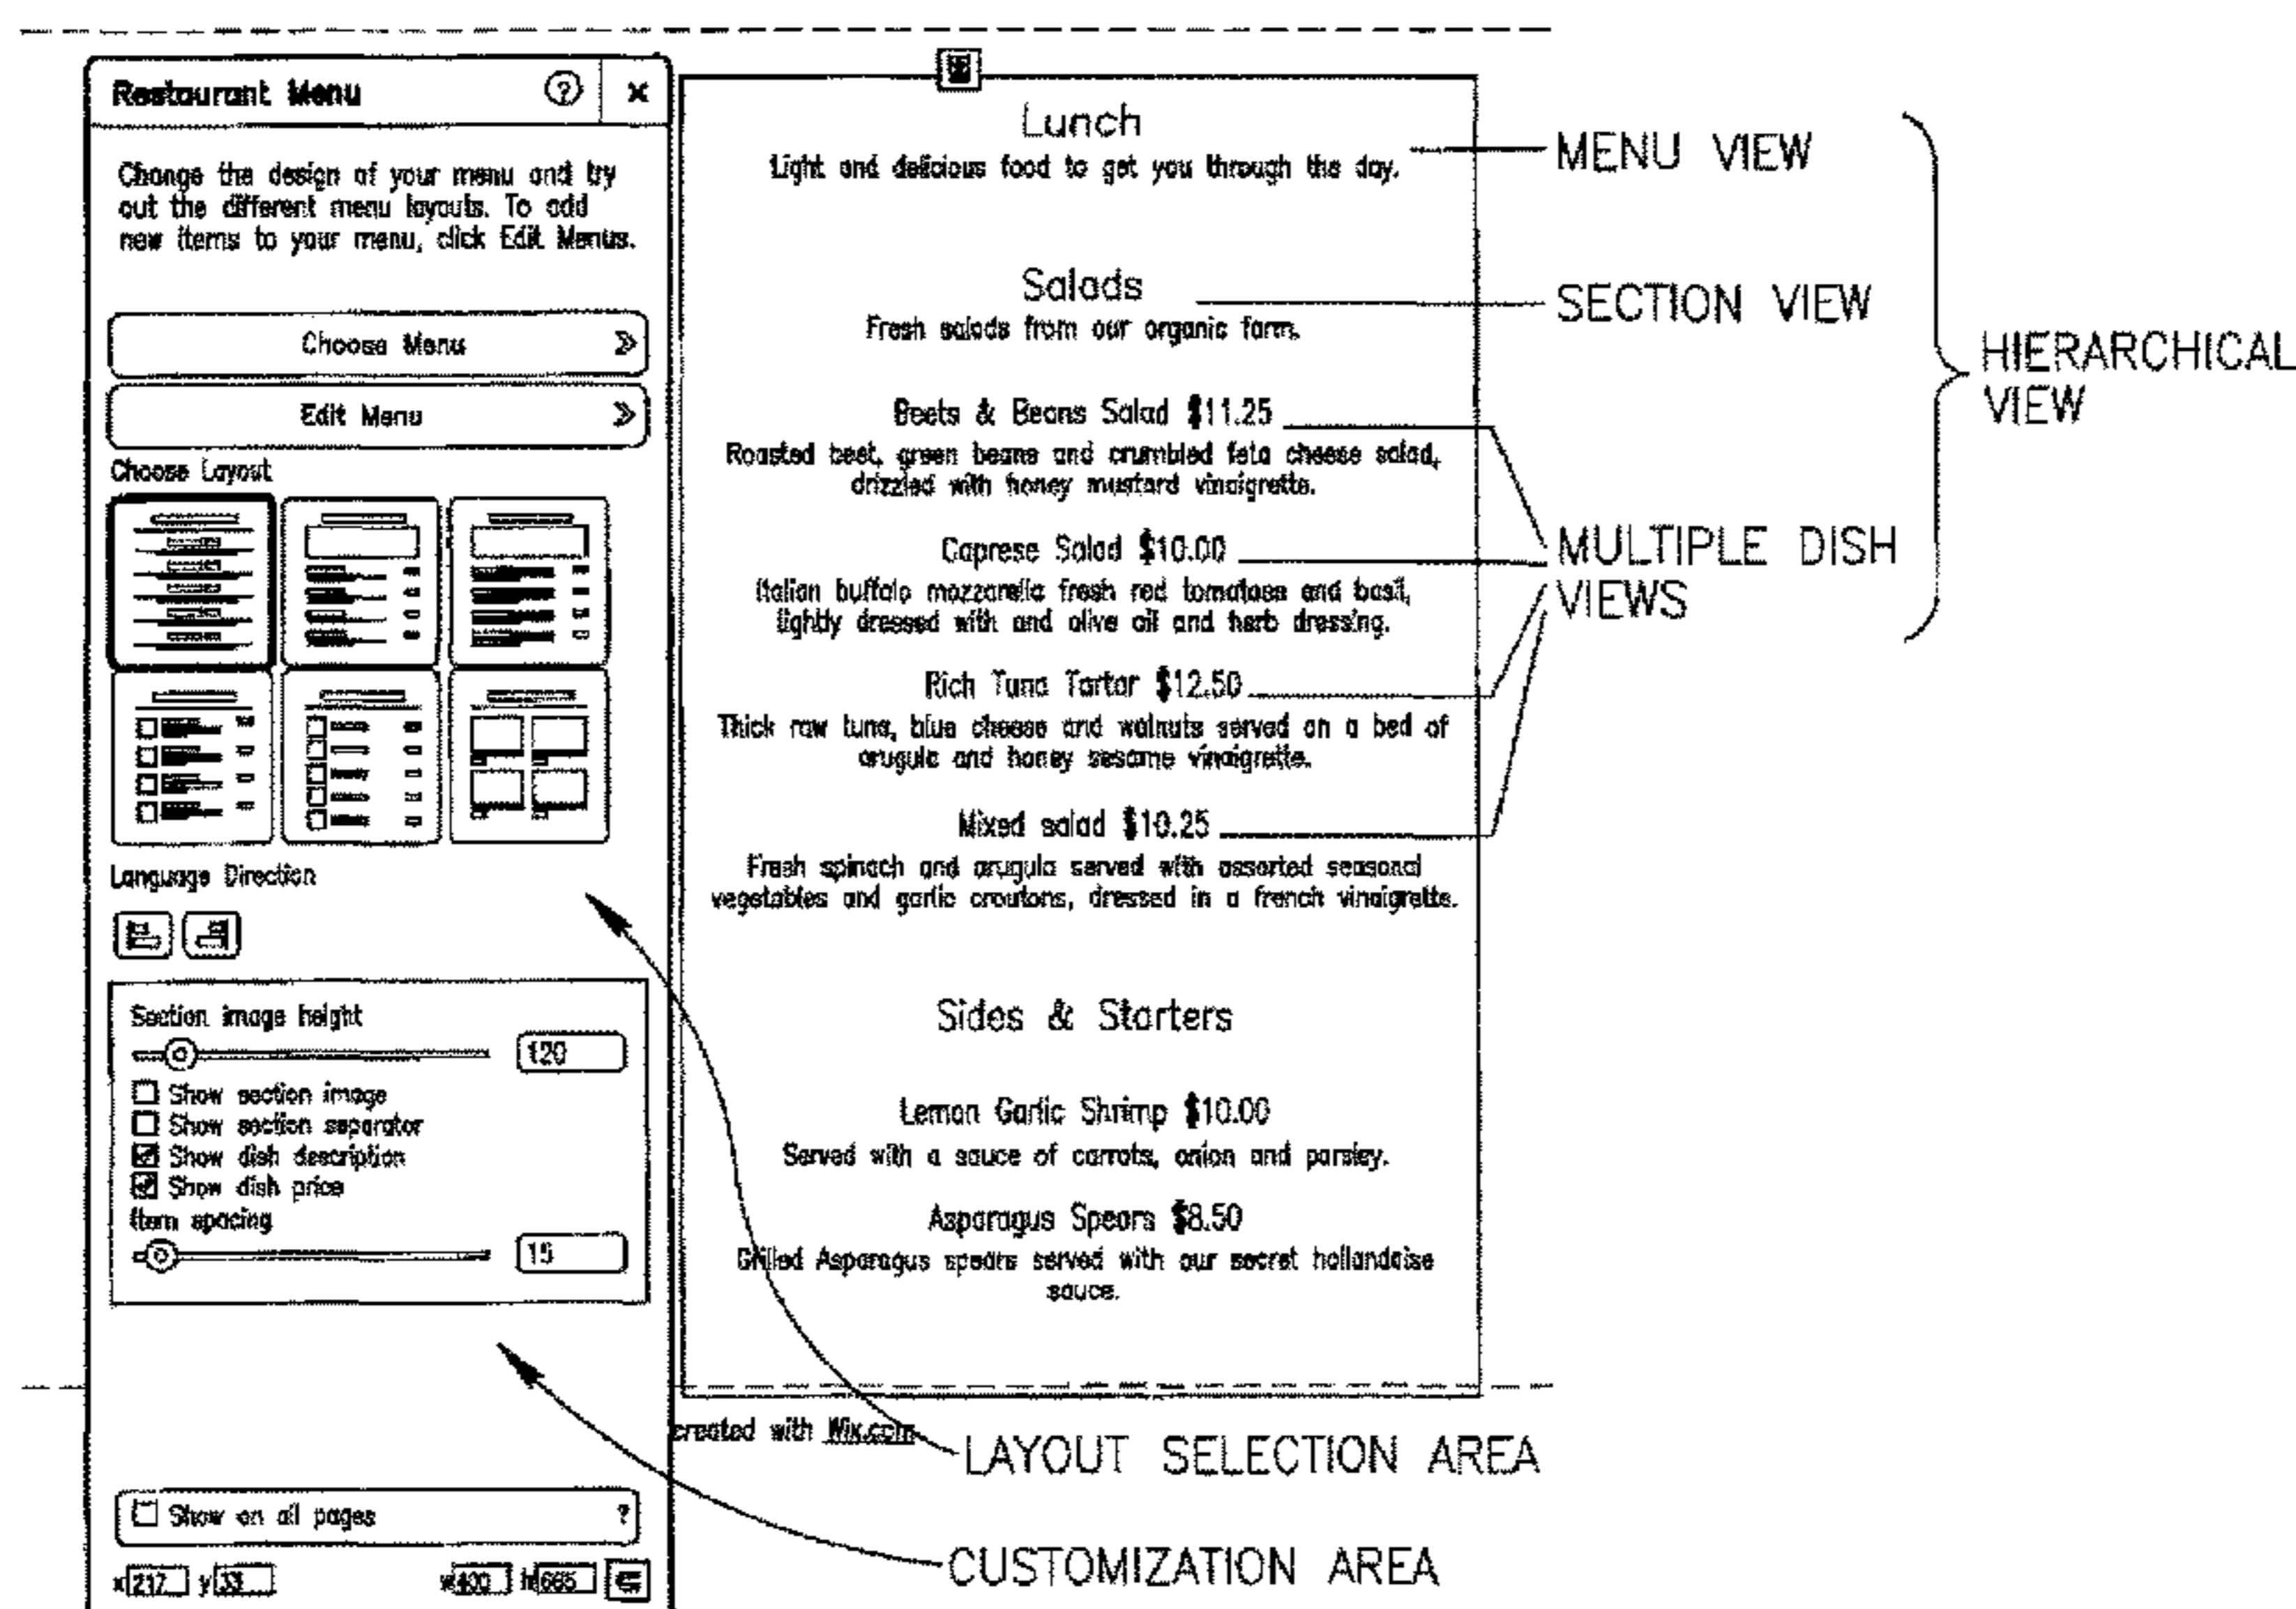 Restaurant Menu ? ×
Change the design of your menu and try
out the different menu layouts. To add
new items to your menu, click Edit Menus.
Choose Menu »
Edit Menu »
Choose Layout
Language Direction
Section image height
120
Show section image
Show section separator
Show dish description
Show dish price
Item spacing
15
Show on all pages ?
x 217 y 33 w 400 h 665
Lunch
Light and delicious food to get you through the day.
Salads
Fresh salads from our organic farm.
Beets & Beans Salad $11.25
Roasted beet, green beans and crumbled feta cheese salad,
drizzled with honey mustard vinaigrette.
Caprese Salad $10.00
Italian buffalo mozzarella fresh red tomatoes and basil,
lightly dressed with and olive oil and herb dressing.
Rich Tuna Tartar $12.50
Thick raw tuna, blue cheese and walnuts served on a bed of
arugula and honey sesame vinaigrette.
Mixed salad $10.25
Fresh spinach and arugula served with assorted seasonal
vegetables and garlic croutons, dressed in a french vinaigrette.
Sides & Starters
Lemon Garlic Shrimp $10.00
Served with a sauce of carrots, onion and parsley.
Asparagus Spears $8.50
Grilled Asparagus spears served with our secret hollandaise
sauce.
created with Wix.com
MENU VIEW
SECTION VIEW
MULTIPLE DISH
VIEWS
HIERARCHICAL
VIEW
LAYOUT SELECTION AREA
CUSTOMIZATION AREA